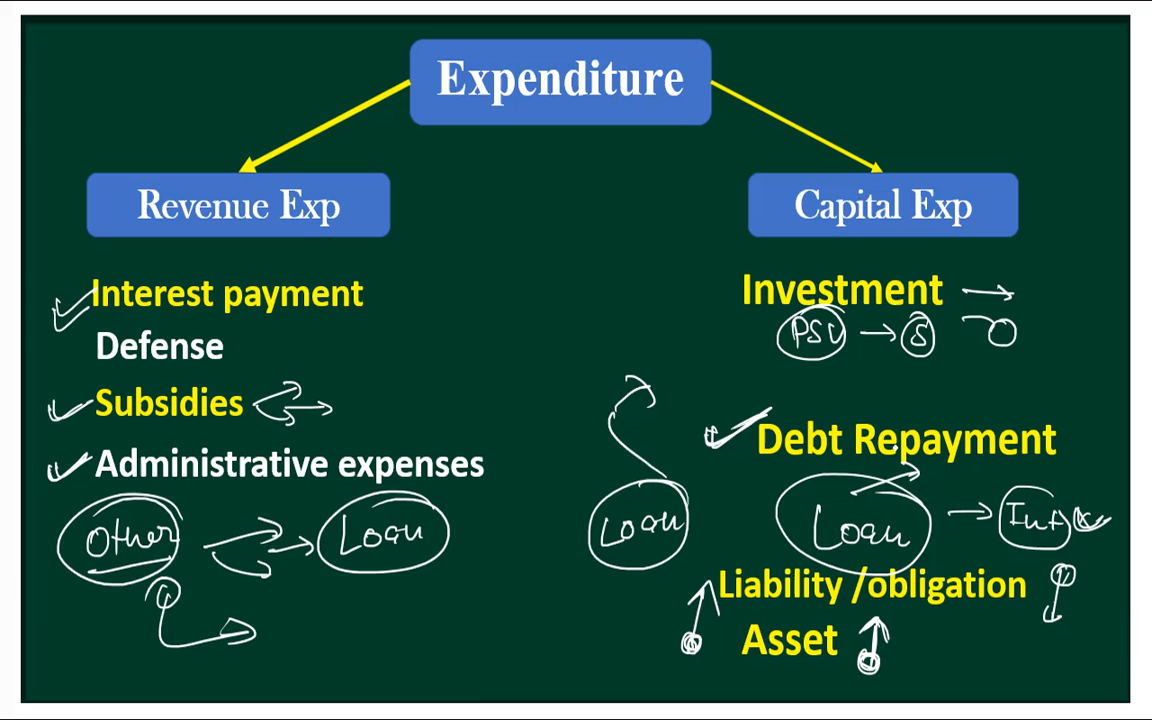 Expenditure
Revenue Exp
Interest payment
Defense
Subsidies
Administrative expenses
Other Loan
Capital Exp
Investment
PSU S
Debt Repayment
Loan Loan
Liability /obligation
Asset